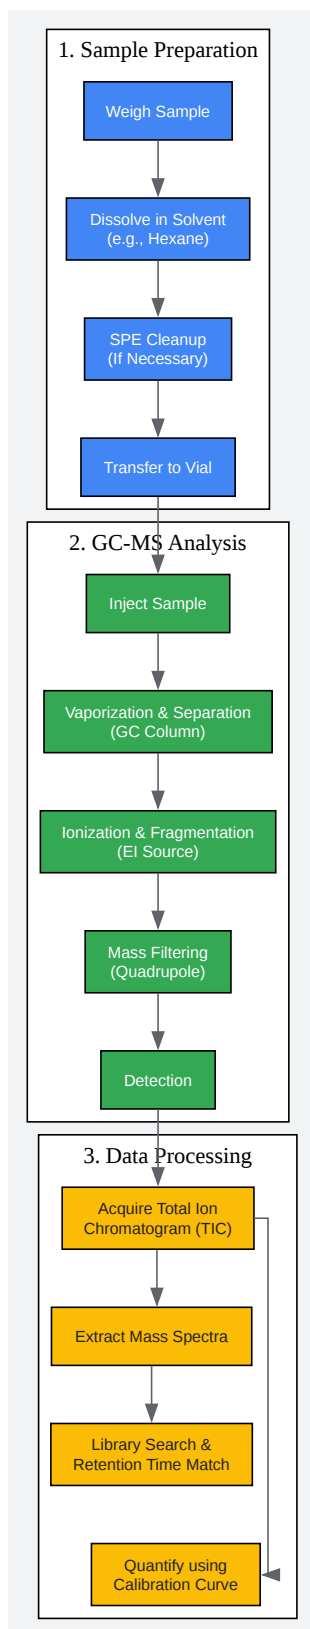 1. Sample Preparation
Weigh Sample
Dissolve in Solvent
(e.g., Hexane)
SPE Cleanup
(If Necessary)
Transfer to Vial
2. GC-MS Analysis
Inject Sample
Vaporization & Separation
(GC Column)
Ionization & Fragmentation
(EI Source)
Mass Filtering
(Quadrupole)
Detection
3. Data Processing
Acquire Total Ion
Chromatogram (TIC)
Extract Mass Spectra
Library Search &
Retention Time Match
Quantify using
Calibration Curve